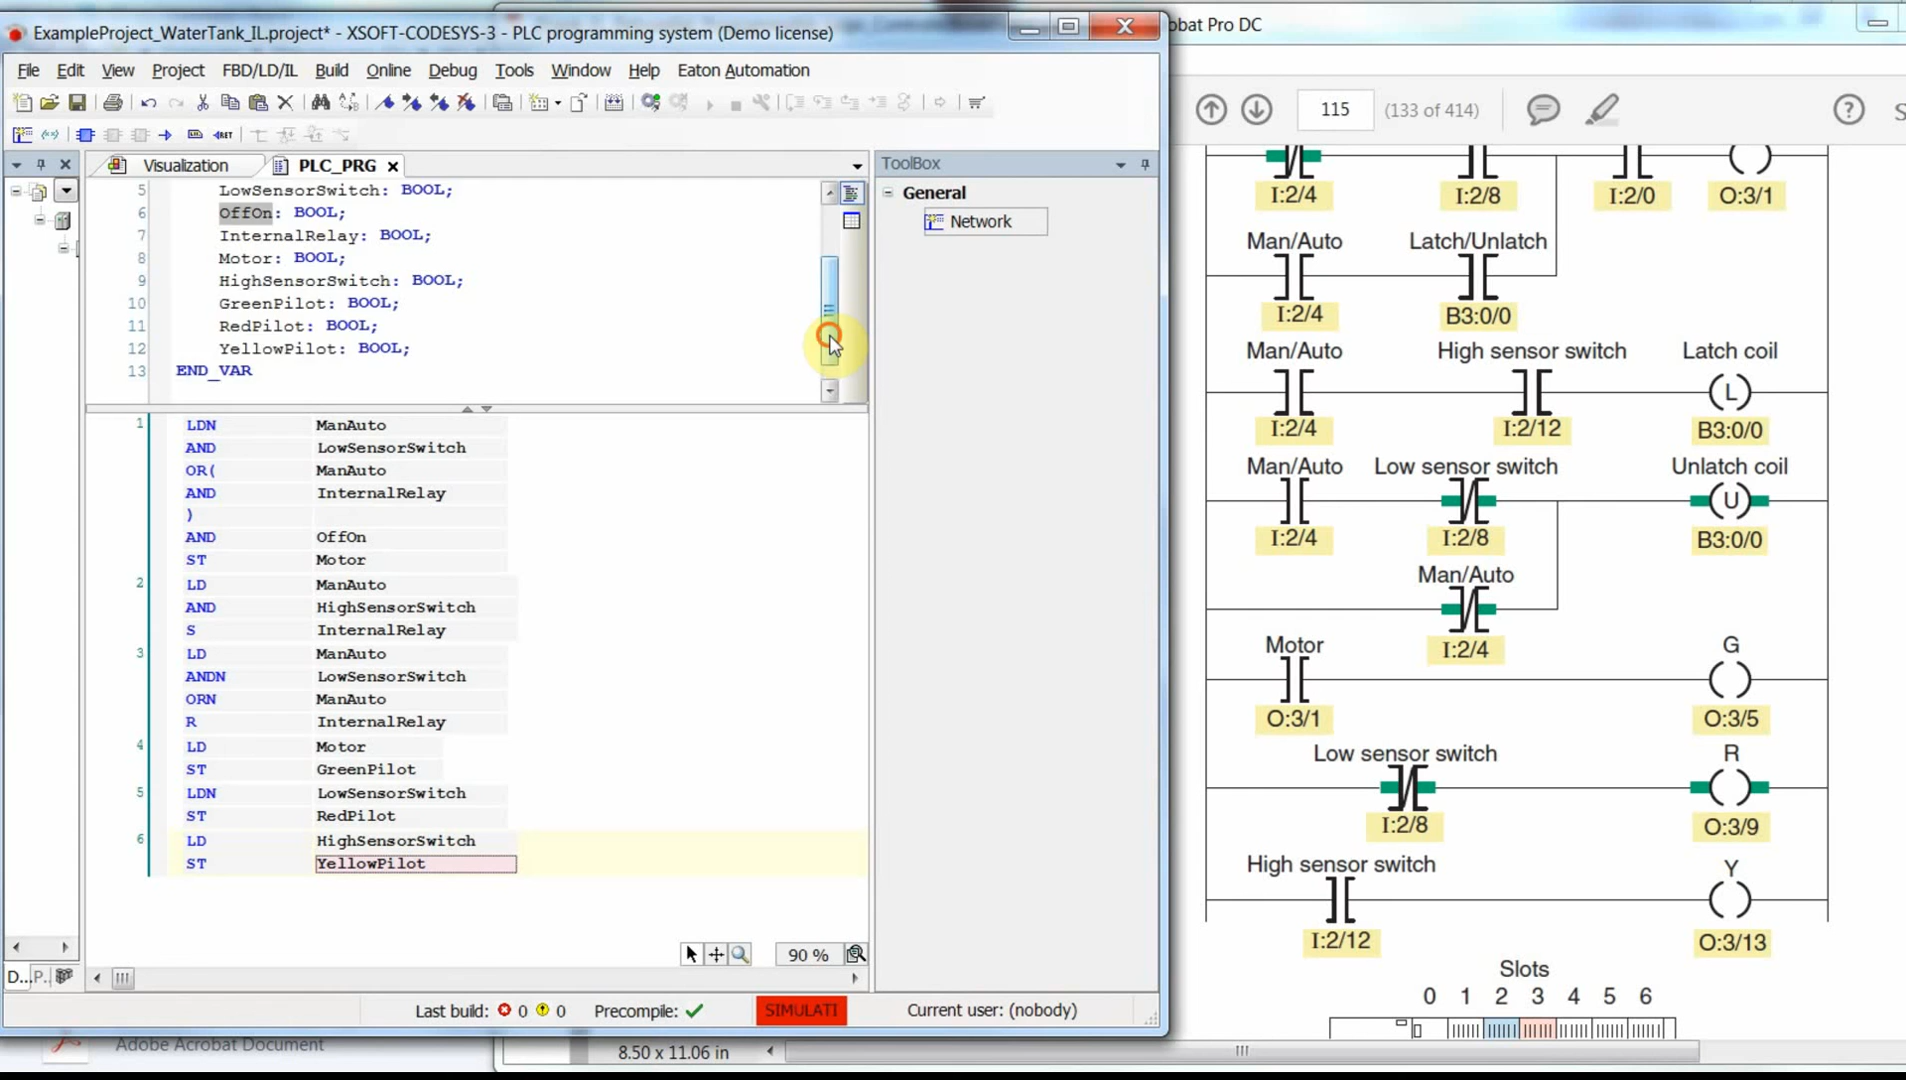 ExampleProject_WaterTank_IL.project* - XSOFT-CODESYS-3 - PLC programming system (Demo license)
File Edit View Project FBD/LD/IL Build Online Debug Tools Window Help Eaton Automation
Visualization PLC_PRG
5 LowSensorSwitch: BOOL;
6 OffOn: BOOL;
7 InternalRelay: BOOL;
8 Motor: BOOL;
9 HighSensorSwitch: BOOL;
10 GreenPilot: BOOL;
11 RedPilot: BOOL;
12 YellowPilot: BOOL;
13 END_VAR
1 LDN ManAuto
AND LowSensorSwitch
OR( ManAuto
AND InternalRelay
)
AND OffOn
ST Motor
2 LD ManAuto
AND HighSensorSwitch
S InternalRelay
3 LD ManAuto
ANDN LowSensorSwitch
ORN ManAuto
R InternalRelay
4 LD Motor
ST GreenPilot
5 LDN LowSensorSwitch
ST RedPilot
6 LD HighSensorSwitch
ST YellowPilot
90 %
D... P..
Last build: 0 0 Precompile: SIMULATI Current user: (nobody)
ToolBox
General
Network
Adobe Acrobat Document
8.50 x 11.06 in
obat Pro DC
115 (133 of 414)
I:2/4 I:2/8 I:2/0 O:3/1
Man/Auto Latch/Unlatch
I:2/4 B3:0/0
Man/Auto High sensor switch Latch coil
L
I:2/4 I:2/12 B3:0/0
Man/Auto Low sensor switch Unlatch coil
U
I:2/4 I:2/8 B3:0/0
Man/Auto
I:2/4
Motor G
O:3/1 O:3/5
Low sensor switch R
I:2/8 O:3/9
High sensor switch Y
I:2/12 O:3/13
Slots
0 1 2 3 4 5 6